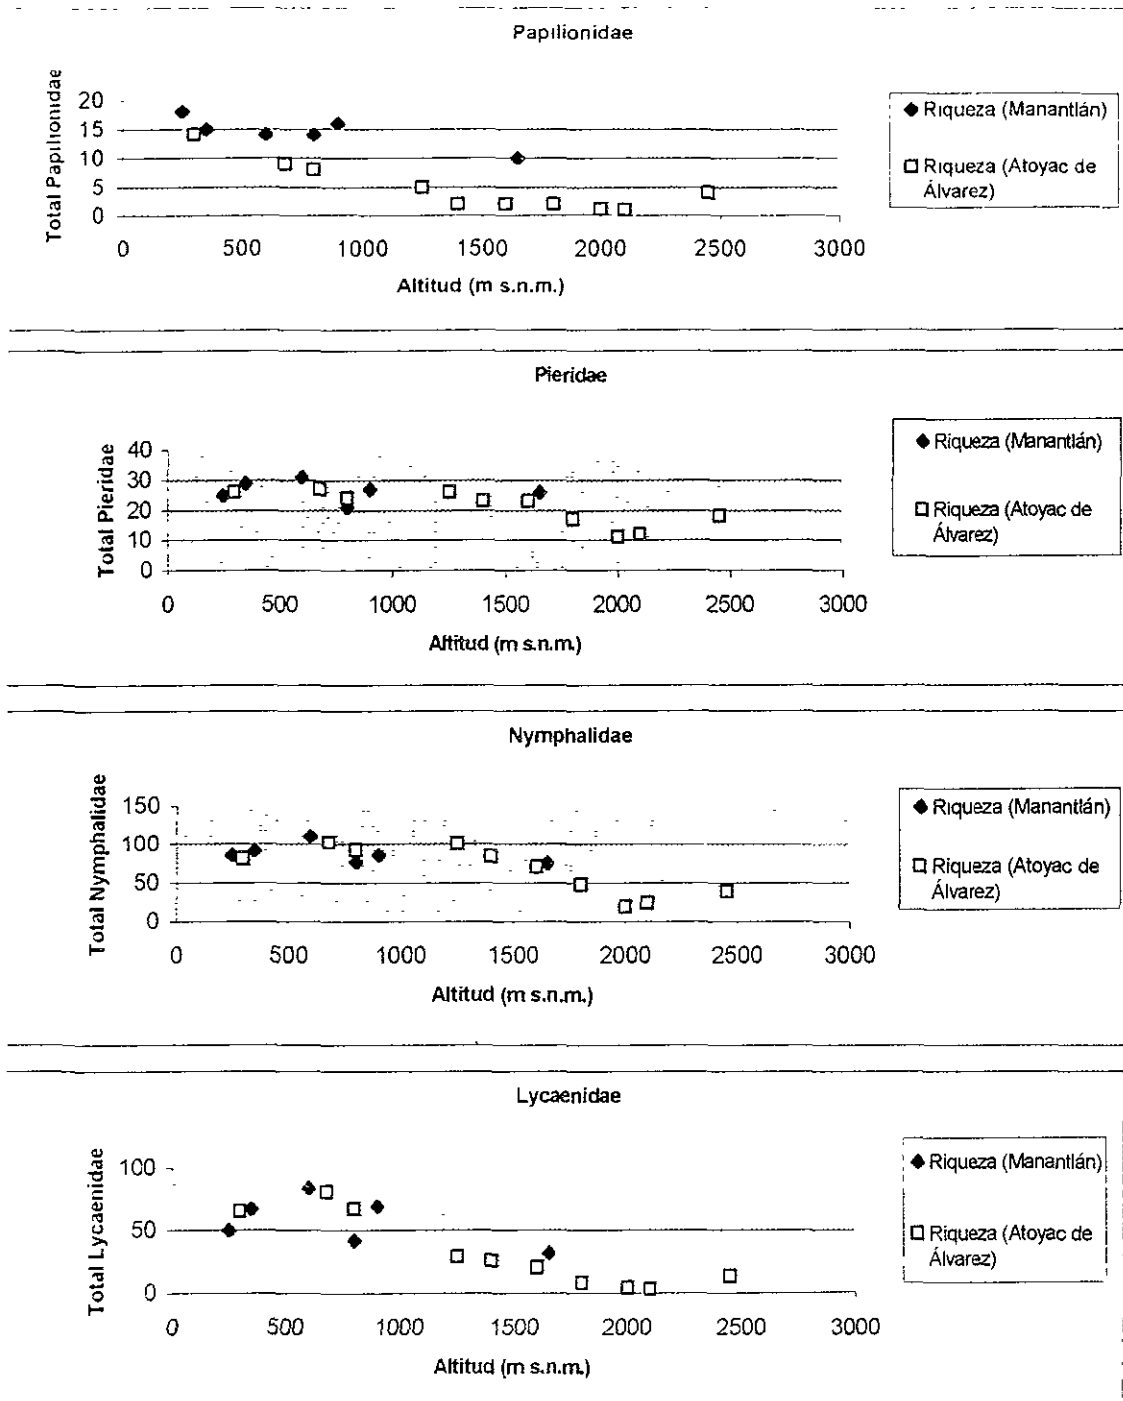 Papilionidae
Total Papilionidae
20
15
10
5
0
0 500 1000 1500 2000 2500 3000
Altitud (m s.n.m.)
Riqueza (Manantlán)
Riqueza (Atoyac de
Álvarez)
Pieridae
Total Pieridae
40
30
20
10
0
0 500 1000 1500 2000 2500 3000
Altitud (m s.n.m.)
Riqueza (Manantlán)
Riqueza (Atoyac de
Álvarez)
Nymphalidae
Total Nymphalidae
150
100
50
0
0 500 1000 1500 2000 2500 3000
Altitud (m s.n.m.)
Riqueza (Manantlán)
Riqueza (Atoyac de
Álvarez)
Lycaenidae
Total Lycaenidae
100
50
0
0 500 1000 1500 2000 2500 3000
Altitud (m s.n.m.)
Riqueza (Manantlán)
Riqueza (Atoyac de
Álvarez)